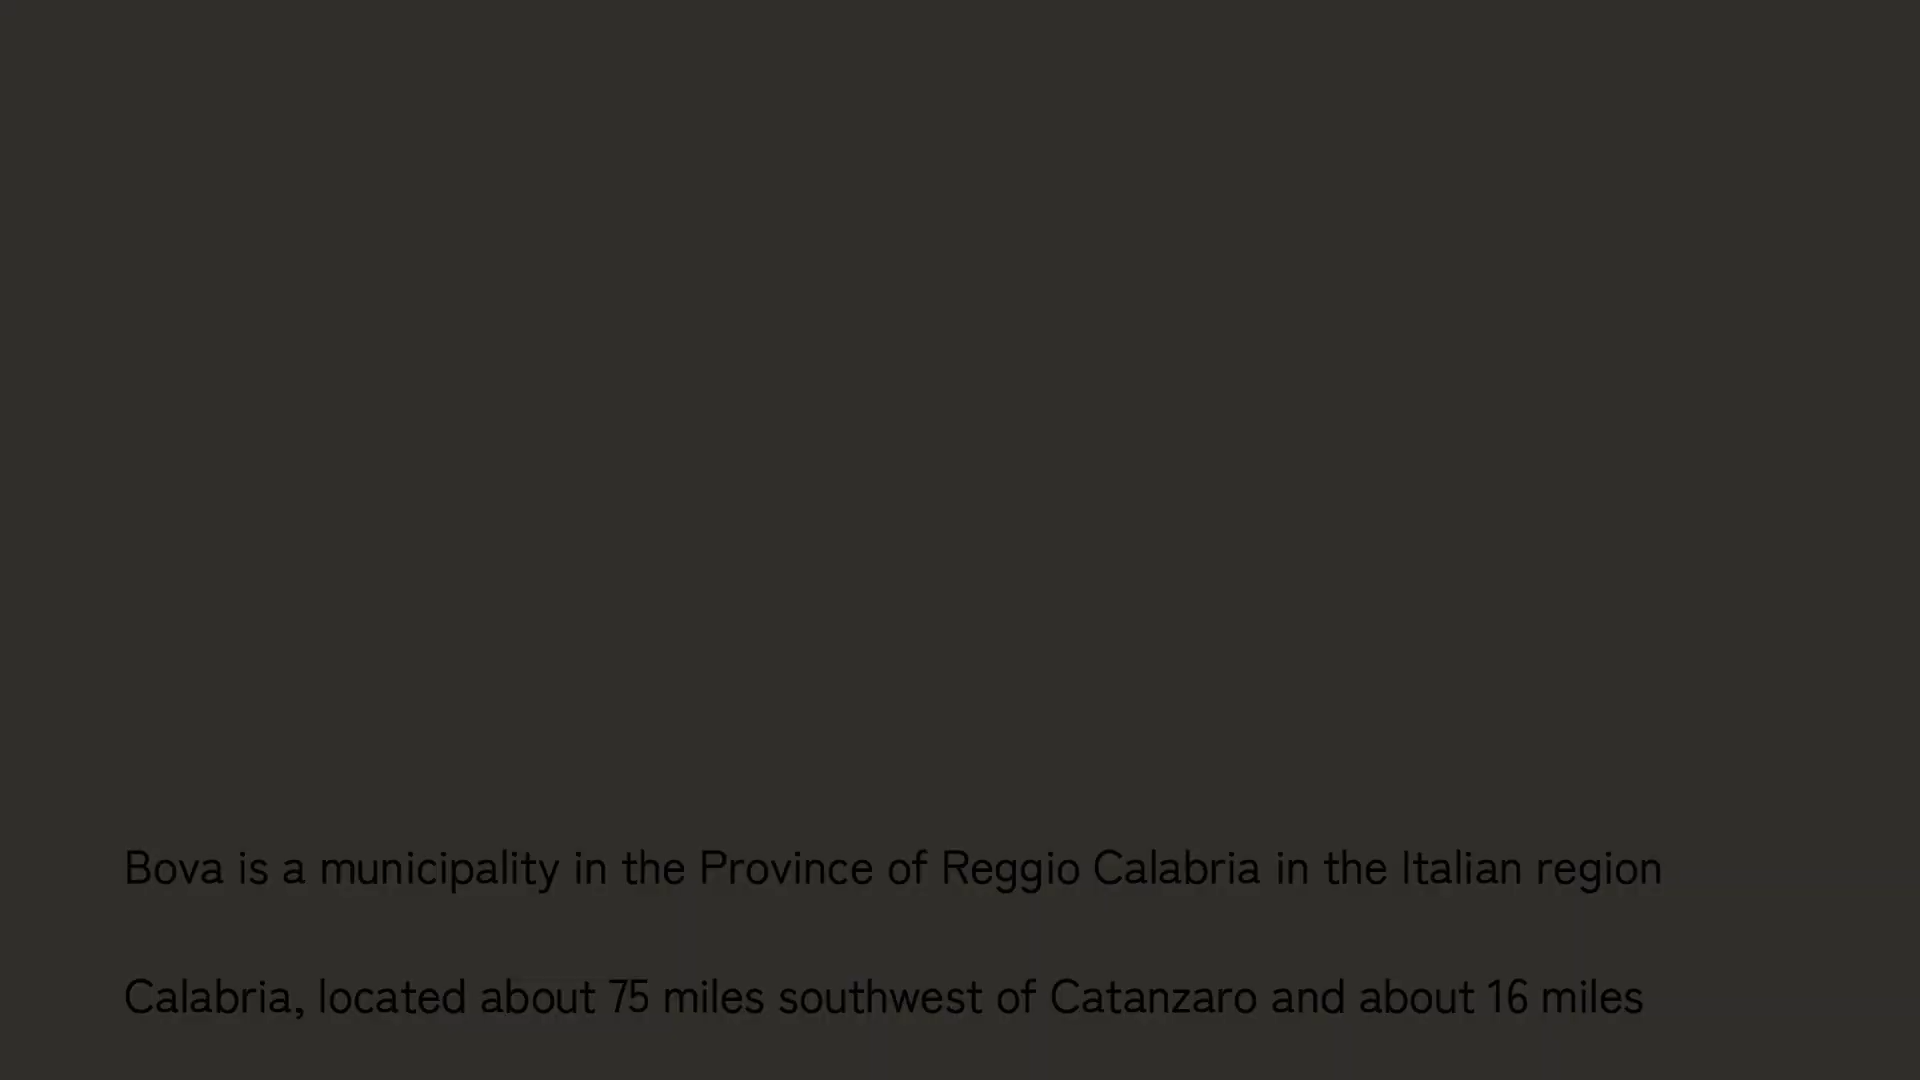 Bova is a municipality in the Province of Reggio Calabria in the Italian region
Calabria, located about 75 miles southwest of Catanzaro and about 16 miles